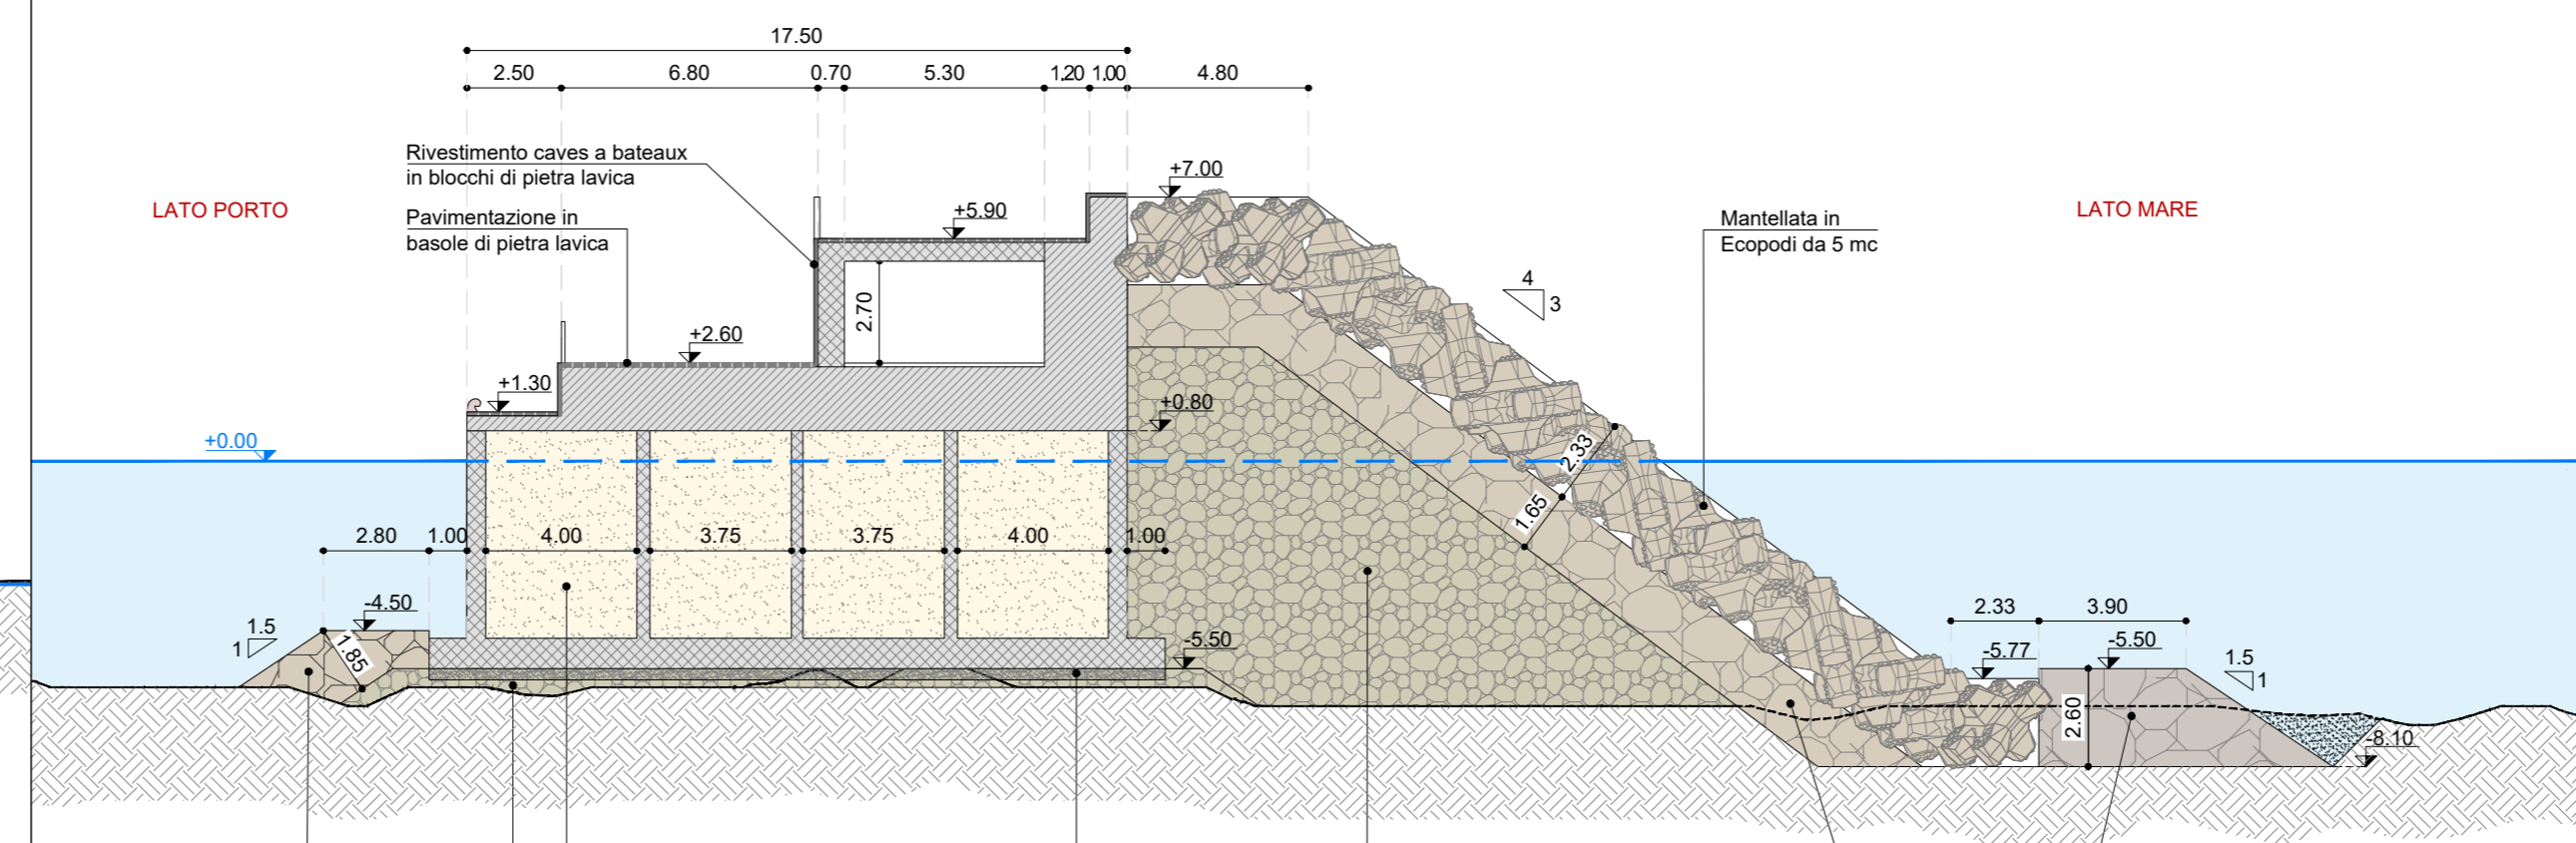 17.50
2.50 6.80 0.70 5.30 1.20 1.00 4.80
Rivestimento caves a bateaux
in blocchi di pietra lavica
LATO PORTO
Pavimentazione in
basole di pietra lavica
+7.00
+5.90
LATO MARE
Mantellata in
Ecopodi da 5 mc
4
3
2.70
+2.60
+1.30
+0.80
+0.00
2.33
1.65
2.80 1.00 4.00 3.75 3.75 4.00 1.00
-4.50
1.5
1
1.85
-5.50
2.33 3.90
-5.77
-5.50
1.5
1
2.60
-8.10